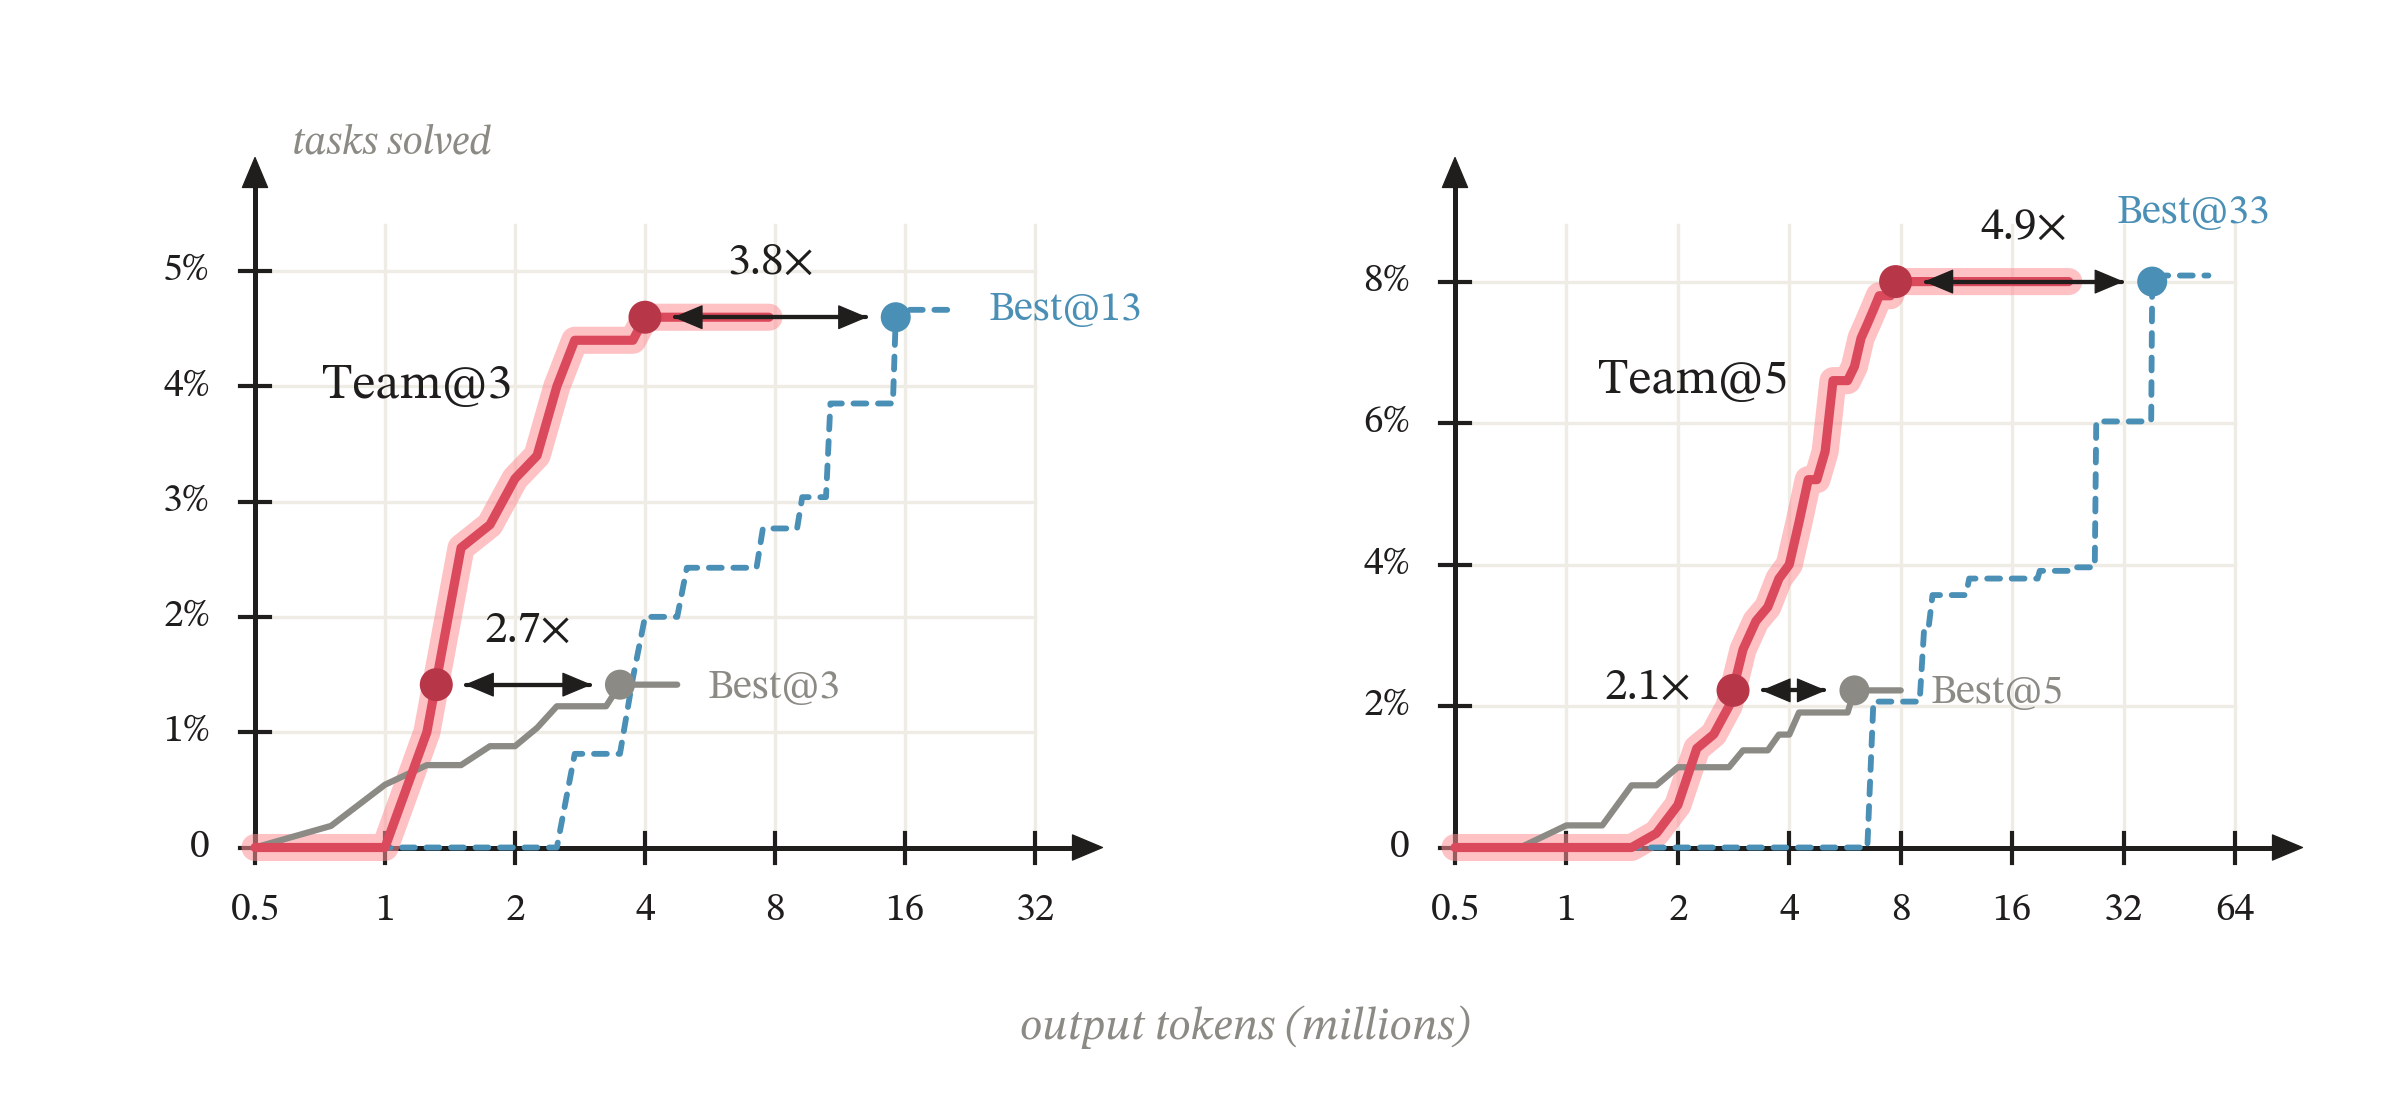 tasks solved
5%
4%
3%
2%
1%
0
0.5 1 2 4 8 16 32
Team@3
3.8×
Best@13
2.7×
Best@3
8%
6%
4%
2%
0
0.5 1 2 4 8 16 32 64
4.9×
Best@33
Team@5
2.1×
Best@5
output tokens (millions)